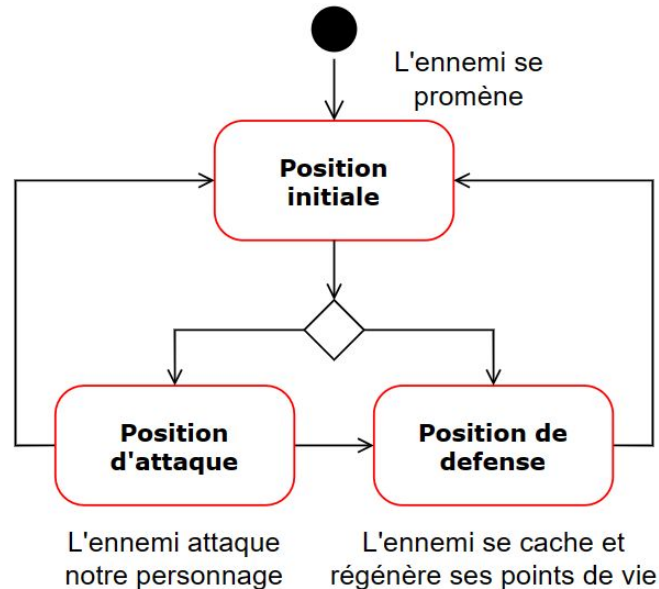 L'ennemi se
promène
Position
initiale
Position
d'attaque
Position de
defense
L'ennemi attaque
notre personnage
L'ennemi se cache et
régénère ses points de vie